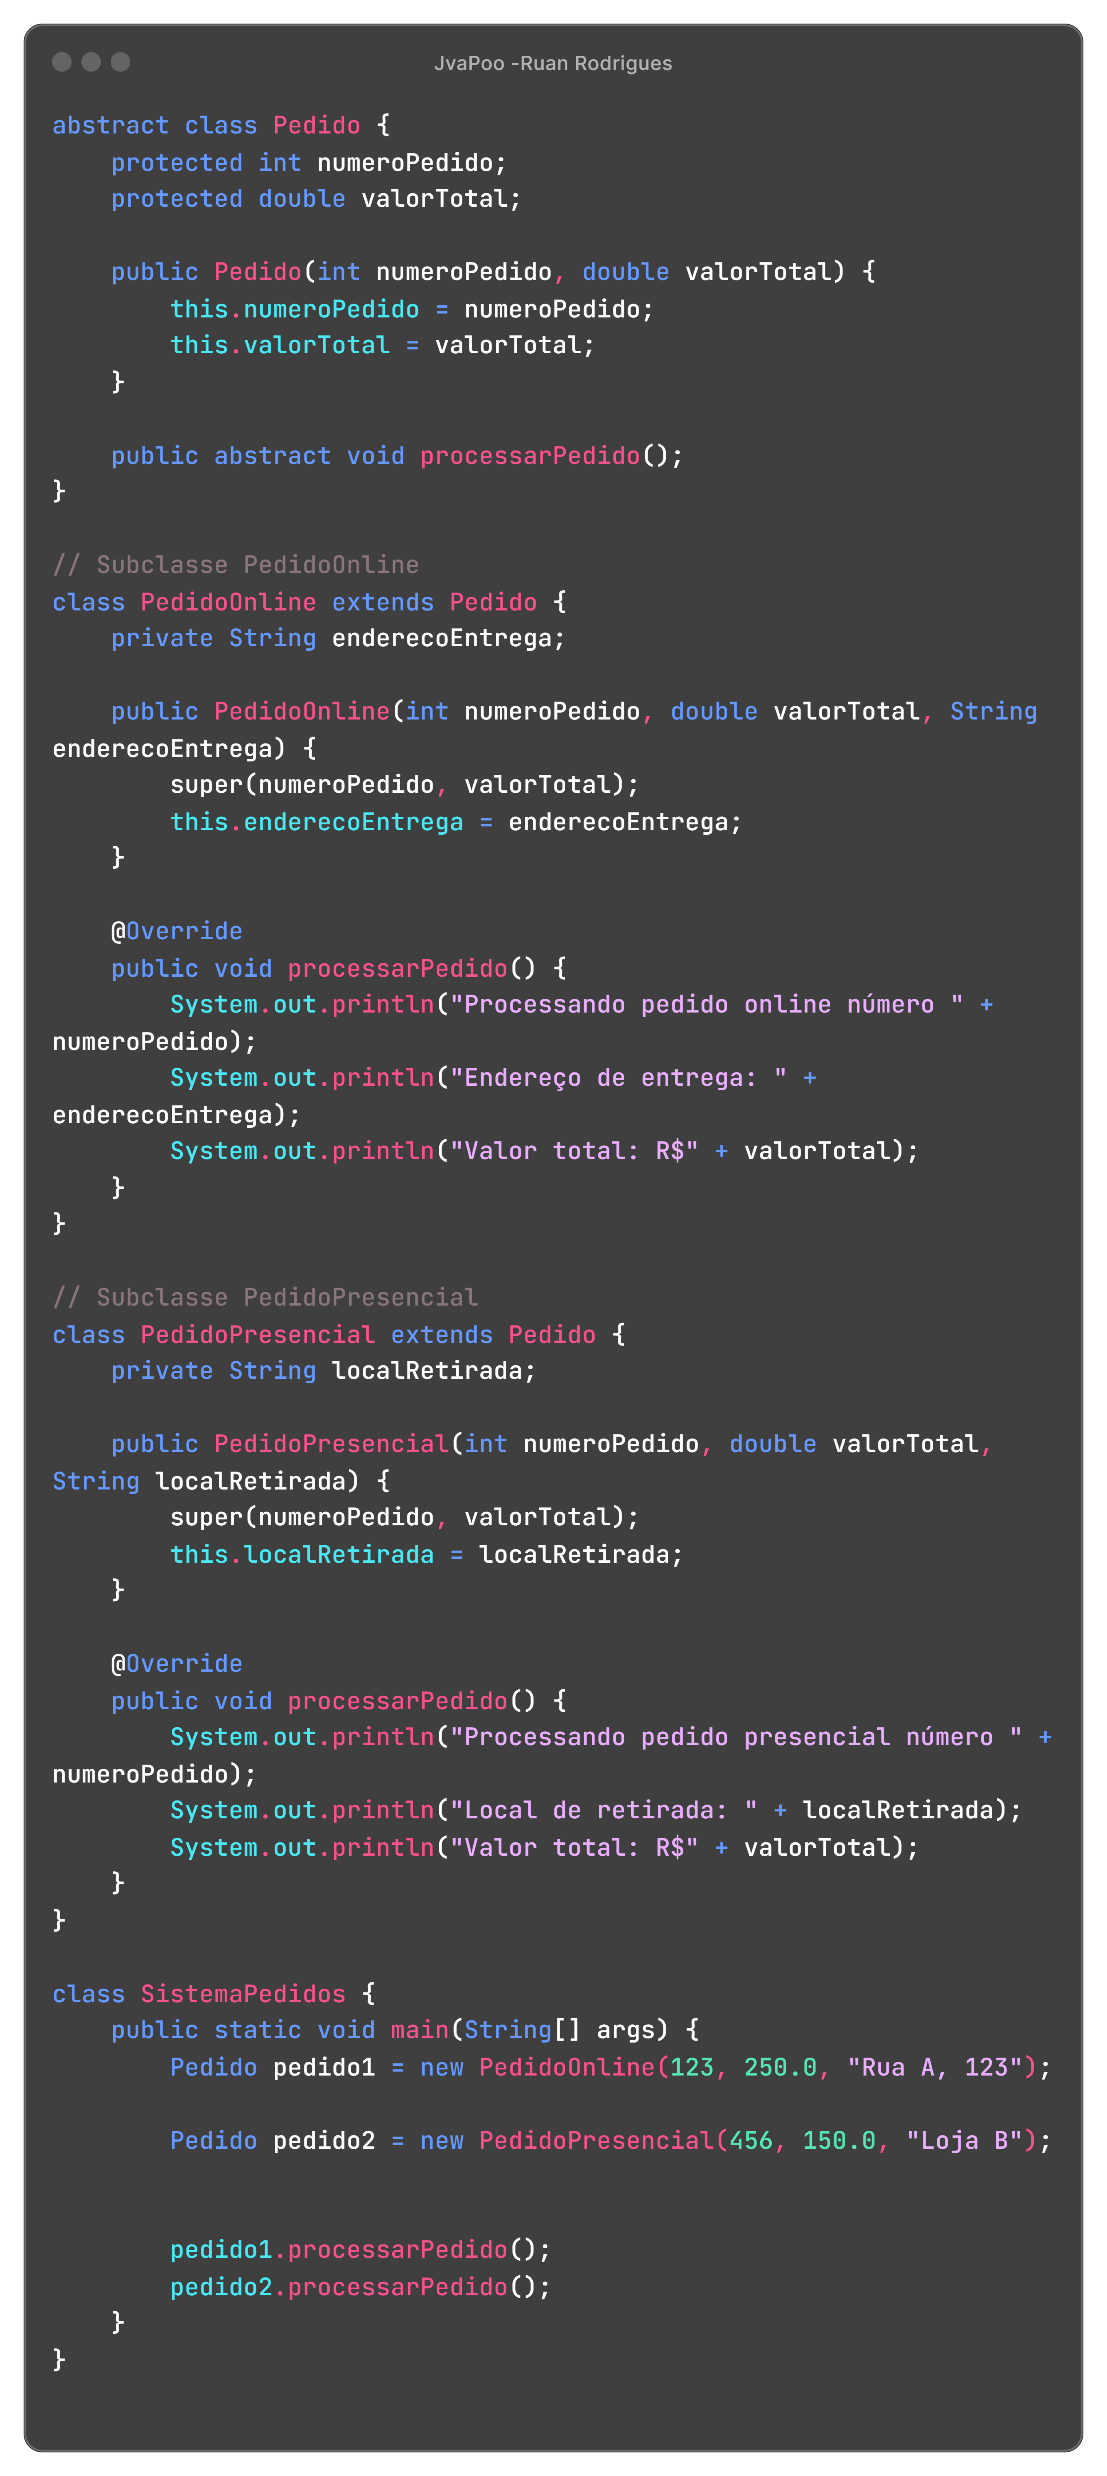 JvaPoo -Ruan Rodrigues
abstract class Pedido {
    protected int numeroPedido;
    protected double valorTotal;

    public Pedido(int numeroPedido, double valorTotal) {
        this.numeroPedido = numeroPedido;
        this.valorTotal = valorTotal;
    }

    public abstract void processarPedido();
}

// Subclasse PedidoOnline
class PedidoOnline extends Pedido {
    private String enderecoEntrega;

    public PedidoOnline(int numeroPedido, double valorTotal, String
enderecoEntrega) {
        super(numeroPedido, valorTotal);
        this.enderecoEntrega = enderecoEntrega;
    }

    @Override
    public void processarPedido() {
        System.out.println("Processando pedido online número " +
numeroPedido);
        System.out.println("Endereço de entrega: " +
enderecoEntrega);
        System.out.println("Valor total: R$" + valorTotal);
    }
}

// Subclasse PedidoPresencial
class PedidoPresencial extends Pedido {
    private String localRetirada;

    public PedidoPresencial(int numeroPedido, double valorTotal,
String localRetirada) {
        super(numeroPedido, valorTotal);
        this.localRetirada = localRetirada;
    }

    @Override
    public void processarPedido() {
        System.out.println("Processando pedido presencial número " +
numeroPedido);
        System.out.println("Local de retirada: " + localRetirada);
        System.out.println("Valor total: R$" + valorTotal);
    }
}

class SistemaPedidos {
    public static void main(String[] args) {
        Pedido pedido1 = new PedidoOnline(123, 250.0, "Rua A, 123");

        Pedido pedido2 = new PedidoPresencial(456, 150.0, "Loja B");


        pedido1.processarPedido();
        pedido2.processarPedido();
    }
}